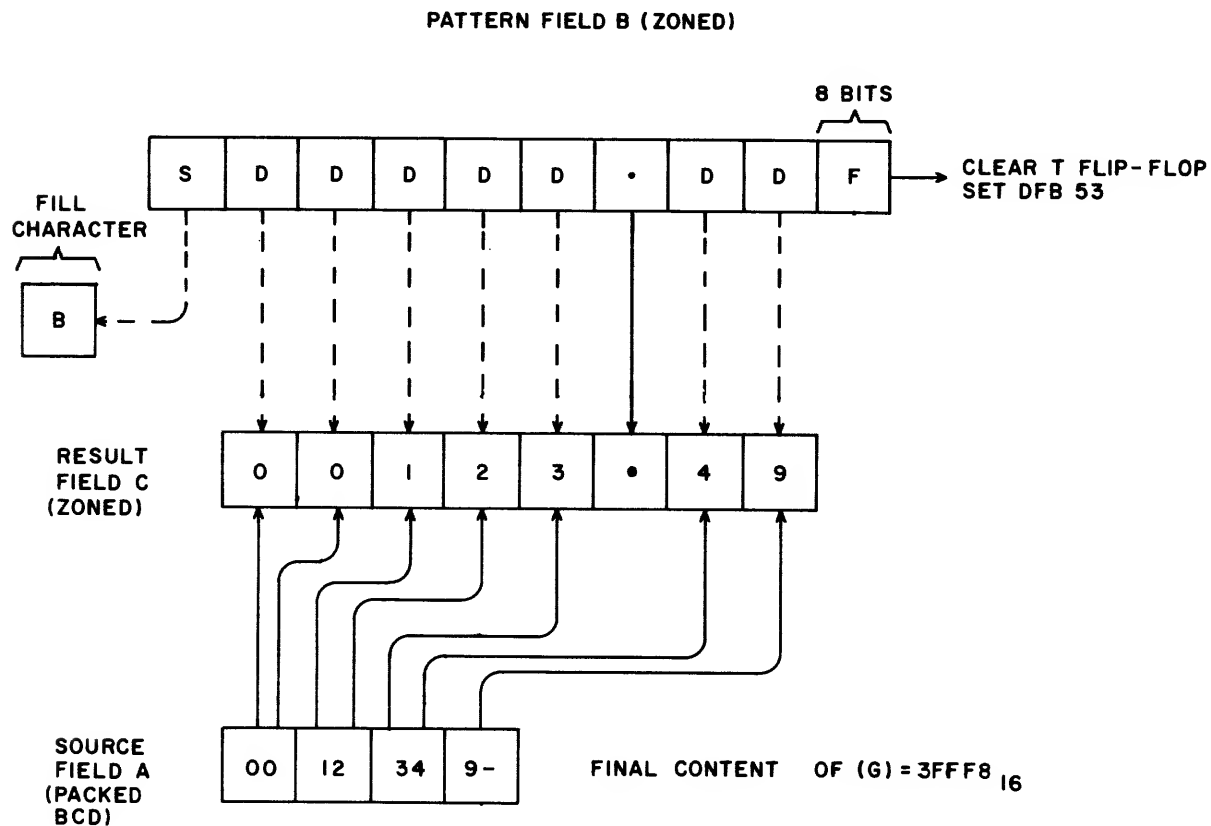 PATTERN FIELD B (ZONED)
8 BITS
S D D D D D • D D F
CLEAR T FLIP-FLOP
SET DFB 53
FILL
CHARACTER
B
RESULT
FIELD C
(ZONED)
0 0 1 2 3 • 4 9
SOURCE
FIELD A
(PACKED
BCD)
00 12 34 9-
FINAL CONTENT OF (G) = 3FFF8 16